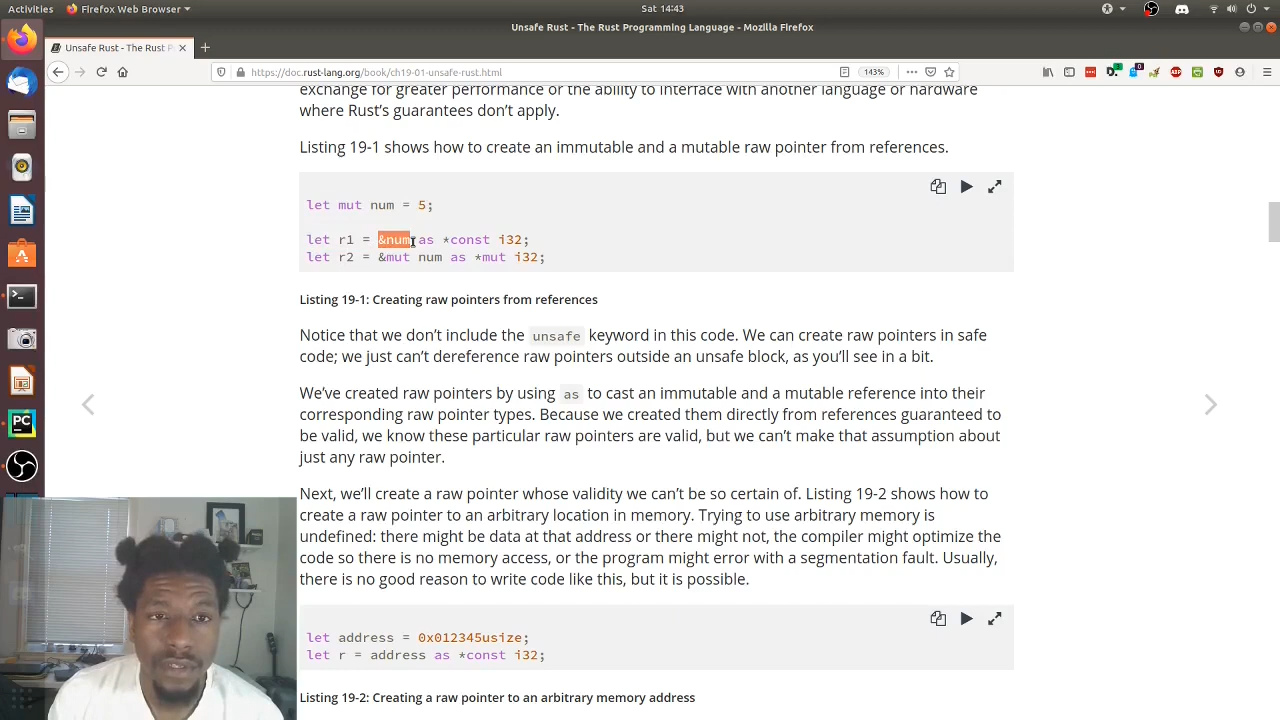 Activities
Firefox Web Browser
Sat 14:43
Unsafe Rust - The Rust Programming Language - Mozilla Firefox
Unsafe Rust - The Rust P
https://doc.rust-lang.org/book/ch19-01-unsafe-rust.html
143%
exchange for greater performance or the ability to interface with another language or hardware
where Rust’s guarantees don’t apply.
Listing 19-1 shows how to create an immutable and a mutable raw pointer from references.
let mut num = 5;
let r1 = &num as *const i32;
let r2 = &mut num as *mut i32;
Listing 19-1: Creating raw pointers from references
Notice that we don’t include the unsafe keyword in this code. We can create raw pointers in safe
code; we just can’t dereference raw pointers outside an unsafe block, as you’ll see in a bit.
We’ve created raw pointers by using as to cast an immutable and a mutable reference into their
corresponding raw pointer types. Because we created them directly from references guaranteed to
be valid, we know these particular raw pointers are valid, but we can’t make that assumption about
just any raw pointer.
Next, we’ll create a raw pointer whose validity we can’t be so certain of. Listing 19-2 shows how to
create a raw pointer to an arbitrary location in memory. Trying to use arbitrary memory is
undefined: there might be data at that address or there might not, the compiler might optimize the
code so there is no memory access, or the program might error with a segmentation fault. Usually,
there is no good reason to write code like this, but it is possible.
let address = 0x012345usize;
let r = address as *const i32;
Listing 19-2: Creating a raw pointer to an arbitrary memory address
PC